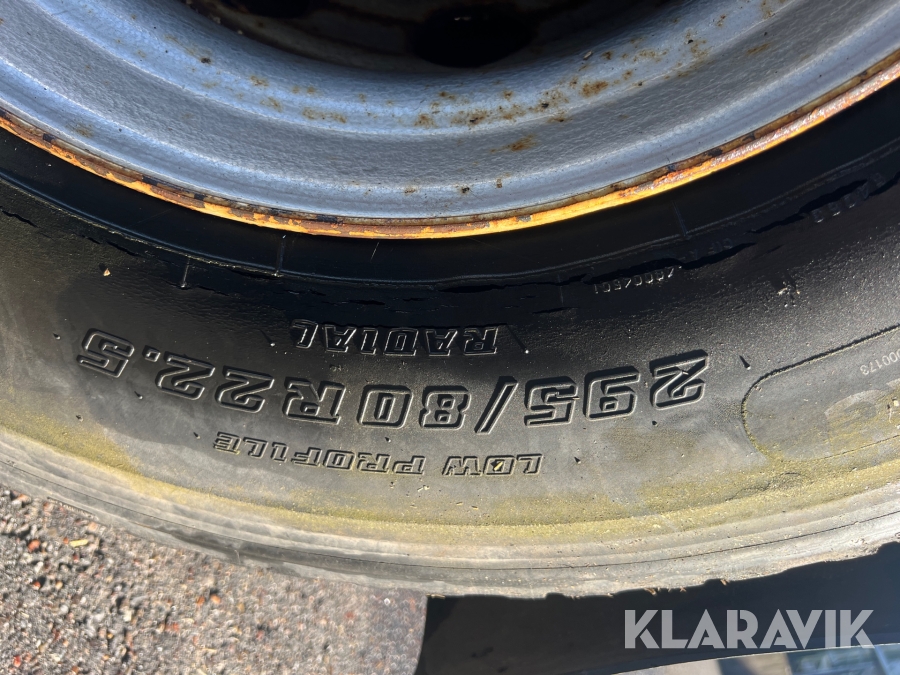 RADIAL
295/80R22.5
LOW PROFILE
KLARAVIK